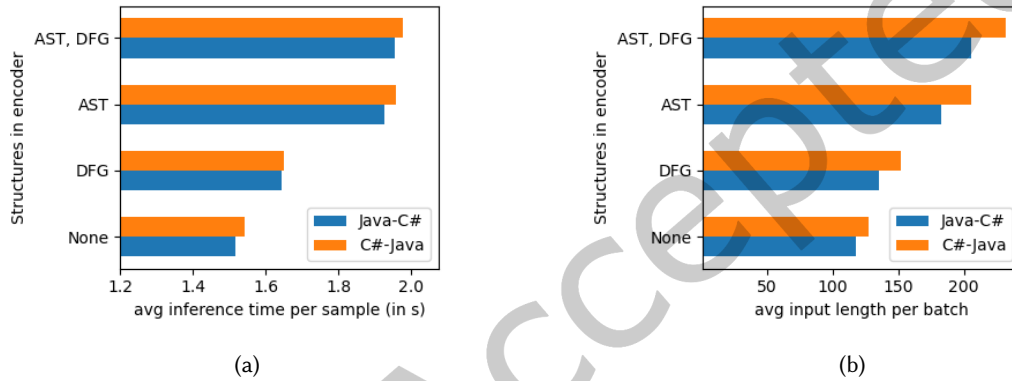 Structures in encoder
AST, DFG
AST
DFG
None
Java-C#
C#-Java
1.2 1.4 1.6 1.8 2.0
avg inference time per sample (in s)
(a)
Structures in encoder
AST, DFG
AST
DFG
None
Java-C#
C#-Java
50 100 150 200
avg input length per batch
(b)
Accepted